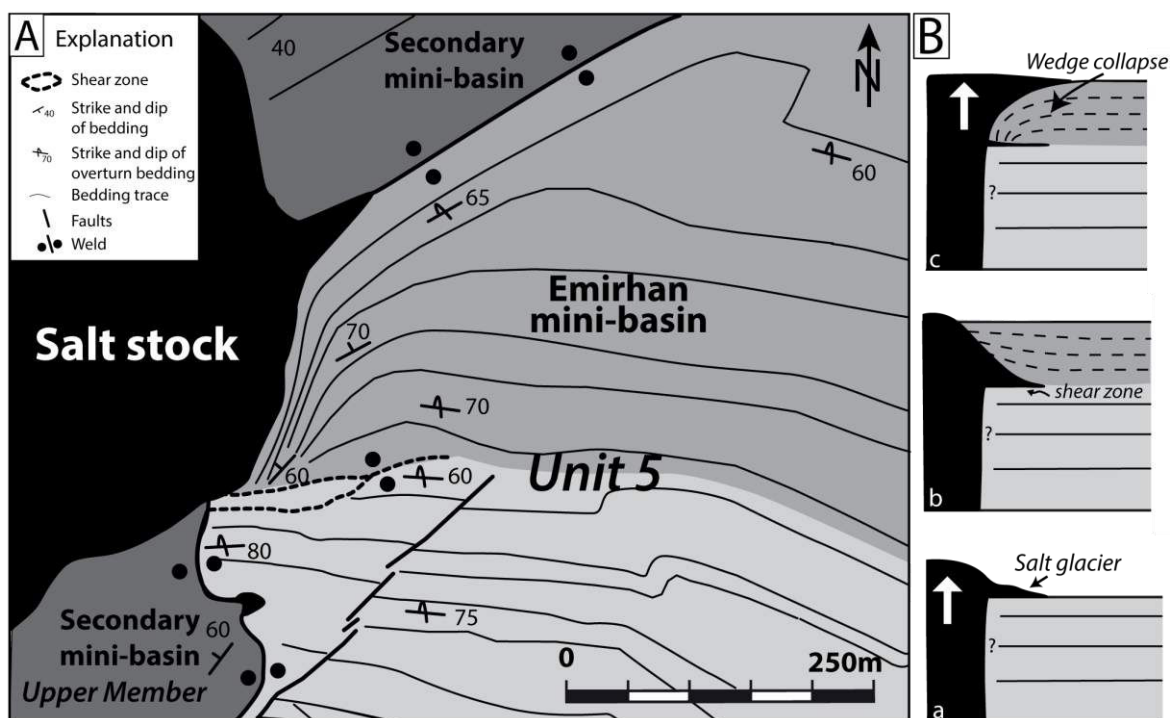 A
Explanation
Shear zone
40
Strike and dip
of bedding
70
Strike and dip of
overturn bedding
Bedding trace
Faults
Weld
40
Secondary
mini-basin
N
60
65
Emirhan
mini-basin
70
Salt stock
70
60
60
Unit 5
80
75
Secondary
mini-basin
60
Upper Member
0
250m
B
Wedge collapse
?
c
shear zone
?
b
Salt glacier
?
a